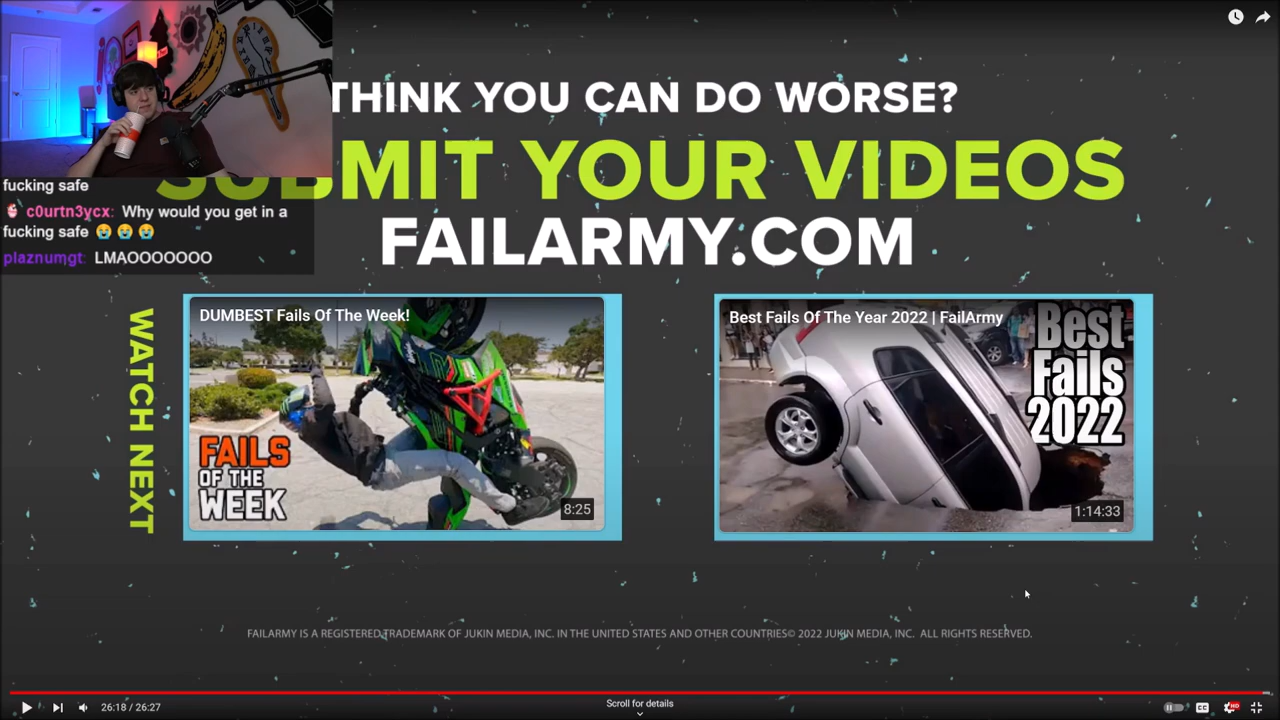 THINK YOU CAN DO WORSE?
SUBMIT YOUR VIDEOS
FAILARMY.COM
fucking safe
c0urtn3ycx: Why would you get in a
fucking safe 😭 😭 😭
plaznumgt: LMAOOOOOOO
WATCH NEXT
DUMBEST Fails Of The Week!
FAILS
OF THE
WEEK
8:25
Best Fails Of The Year 2022 | FailArmy
Best
Fails
2022
1:14:33
FAILARMY IS A REGISTERED TRADEMARK OF JUKIN MEDIA, INC. IN THE UNITED STATES AND OTHER COUNTRIES© 2022 JUKIN MEDIA, INC. ALL RIGHTS RESERVED.
26:18 / 26:27
Scroll for details
CC
HD